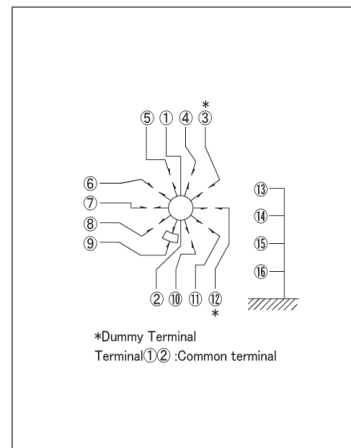 *
⑤ ① ④ ③
⑥
⑦
⑧
⑨
② ⑩ ⑪ ⑫
*
⑬
⑭
⑮
⑯
*Dummy Terminal
Terminal①② :Common terminal